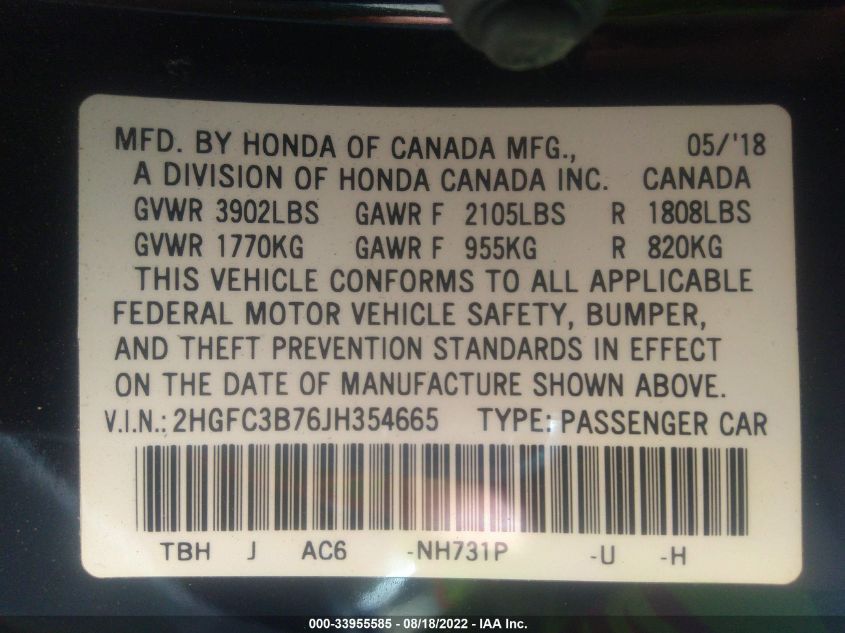 MFD. BY HONDA OF CANADA MFG., 05/'18
A DIVISION OF HONDA CANADA INC. CANADA
GVWR 3902LBS GAWR F 2105LBS R 1808LBS
GVWR 1770KG GAWR F 955KG R 820KG
THIS VEHICLE CONFORMS TO ALL APPLICABLE
FEDERAL MOTOR VEHICLE SAFETY, BUMPER,
AND THEFT PREVENTION STANDARDS IN EFFECT
ON THE DATE OF MANUFACTURE SHOWN ABOVE.
V.I.N.: 2HGFC3B76JH354665 TYPE: PASSENGER CAR
TBH J AC6 -NH731P -U -H
000-33955585 - 08/18/2022 - IAA Inc.